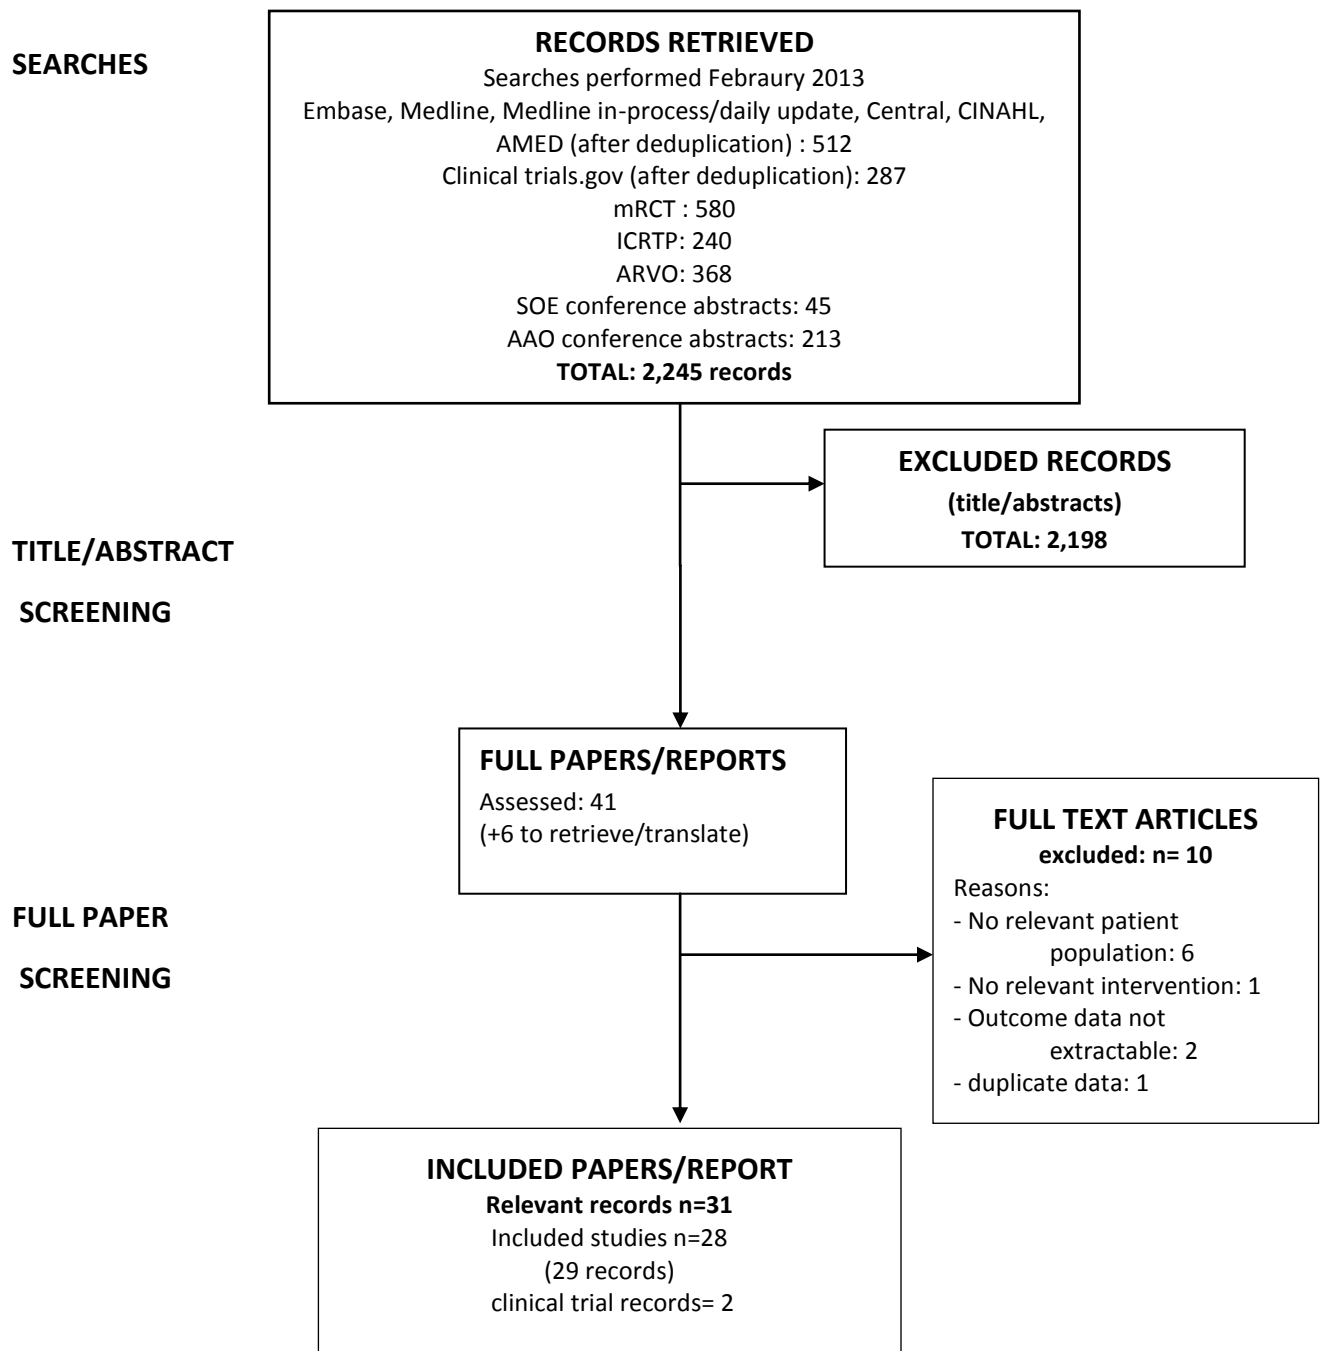 SEARCHES
RECORDS RETRIEVED
Searches performed Febraury 2013
Embase, Medline, Medline in-process/daily update, Central, CINAHL,
AMED (after deduplication) : 512
Clinical trials.gov (after deduplication): 287
mRCT : 580
ICRTP: 240
ARVO: 368
SOE conference abstracts: 45
AAO conference abstracts: 213
TOTAL: 2,245 records
EXCLUDED RECORDS
(title/abstracts)
TOTAL: 2,198
TITLE/ABSTRACT
SCREENING
FULL PAPERS/REPORTS
Assessed: 41
(+6 to retrieve/translate)
FULL TEXT ARTICLES
excluded: n= 10
Reasons:
- No relevant patient
population: 6
- No relevant intervention: 1
- Outcome data not
extractable: 2
- duplicate data: 1
FULL PAPER
SCREENING
INCLUDED PAPERS/REPORT
Relevant records n=31
Included studies n=28
(29 records)
clinical trial records= 2